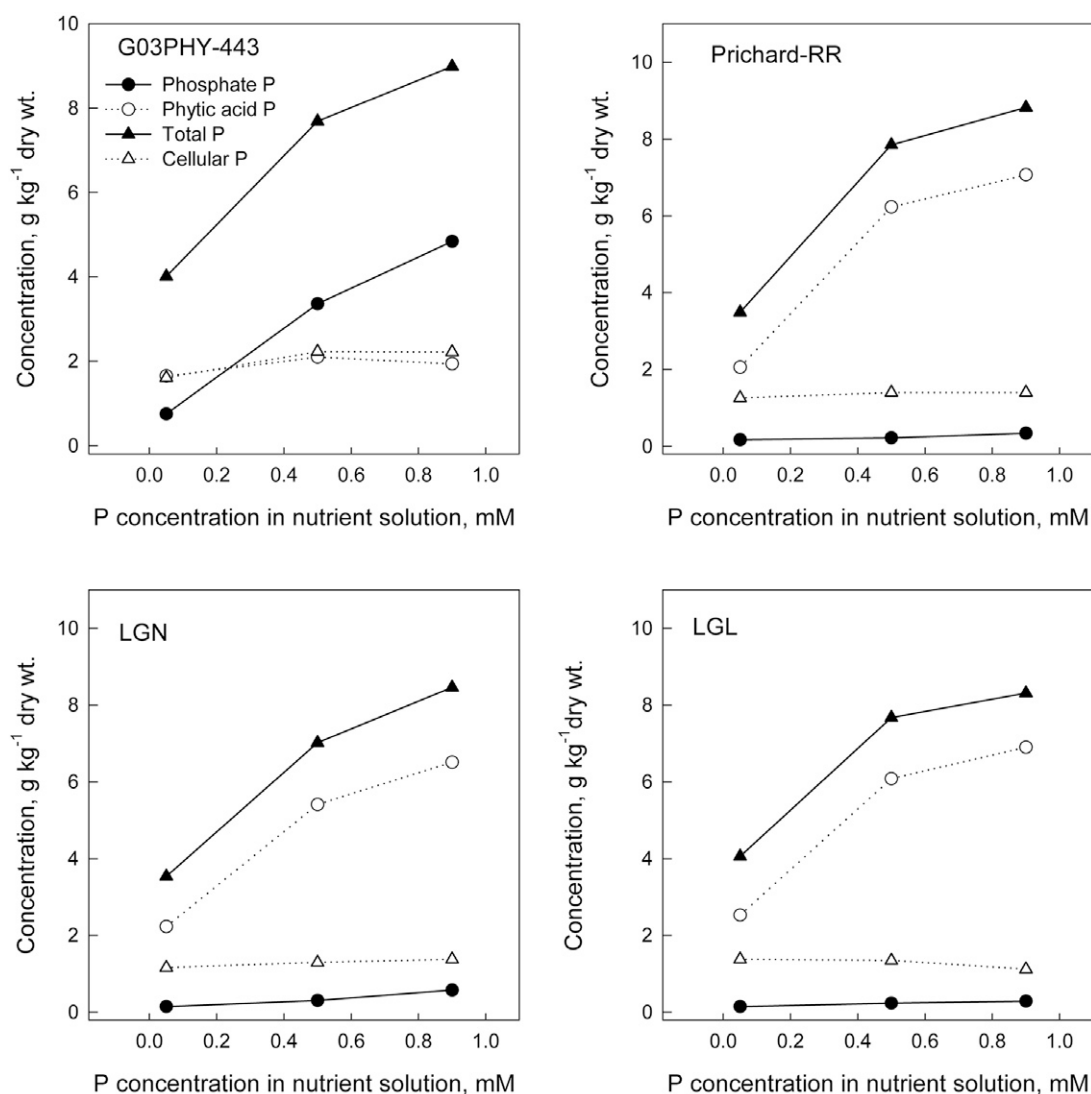 G03PHY-443
Phosphate P
Phytic acid P
Total P
Cellular P
10
8
6
4
2
0
0.0 0.2 0.4 0.6 0.8 1.0
Concentration, g kg⁻¹ dry wt.
P concentration in nutrient solution, mM
Prichard-RR
10
8
6
4
2
0
0.0 0.2 0.4 0.6 0.8 1.0
Concentration, g kg⁻¹ dry wt.
P concentration in nutrient solution, mM
LGN
10
8
6
4
2
0
0.0 0.2 0.4 0.6 0.8 1.0
Concentration, g kg⁻¹ dry wt.
P concentration in nutrient solution, mM
LGL
10
8
6
4
2
0
0.0 0.2 0.4 0.6 0.8 1.0
Concentration, g kg⁻¹dry wt.
P concentration in nutrient solution, mM